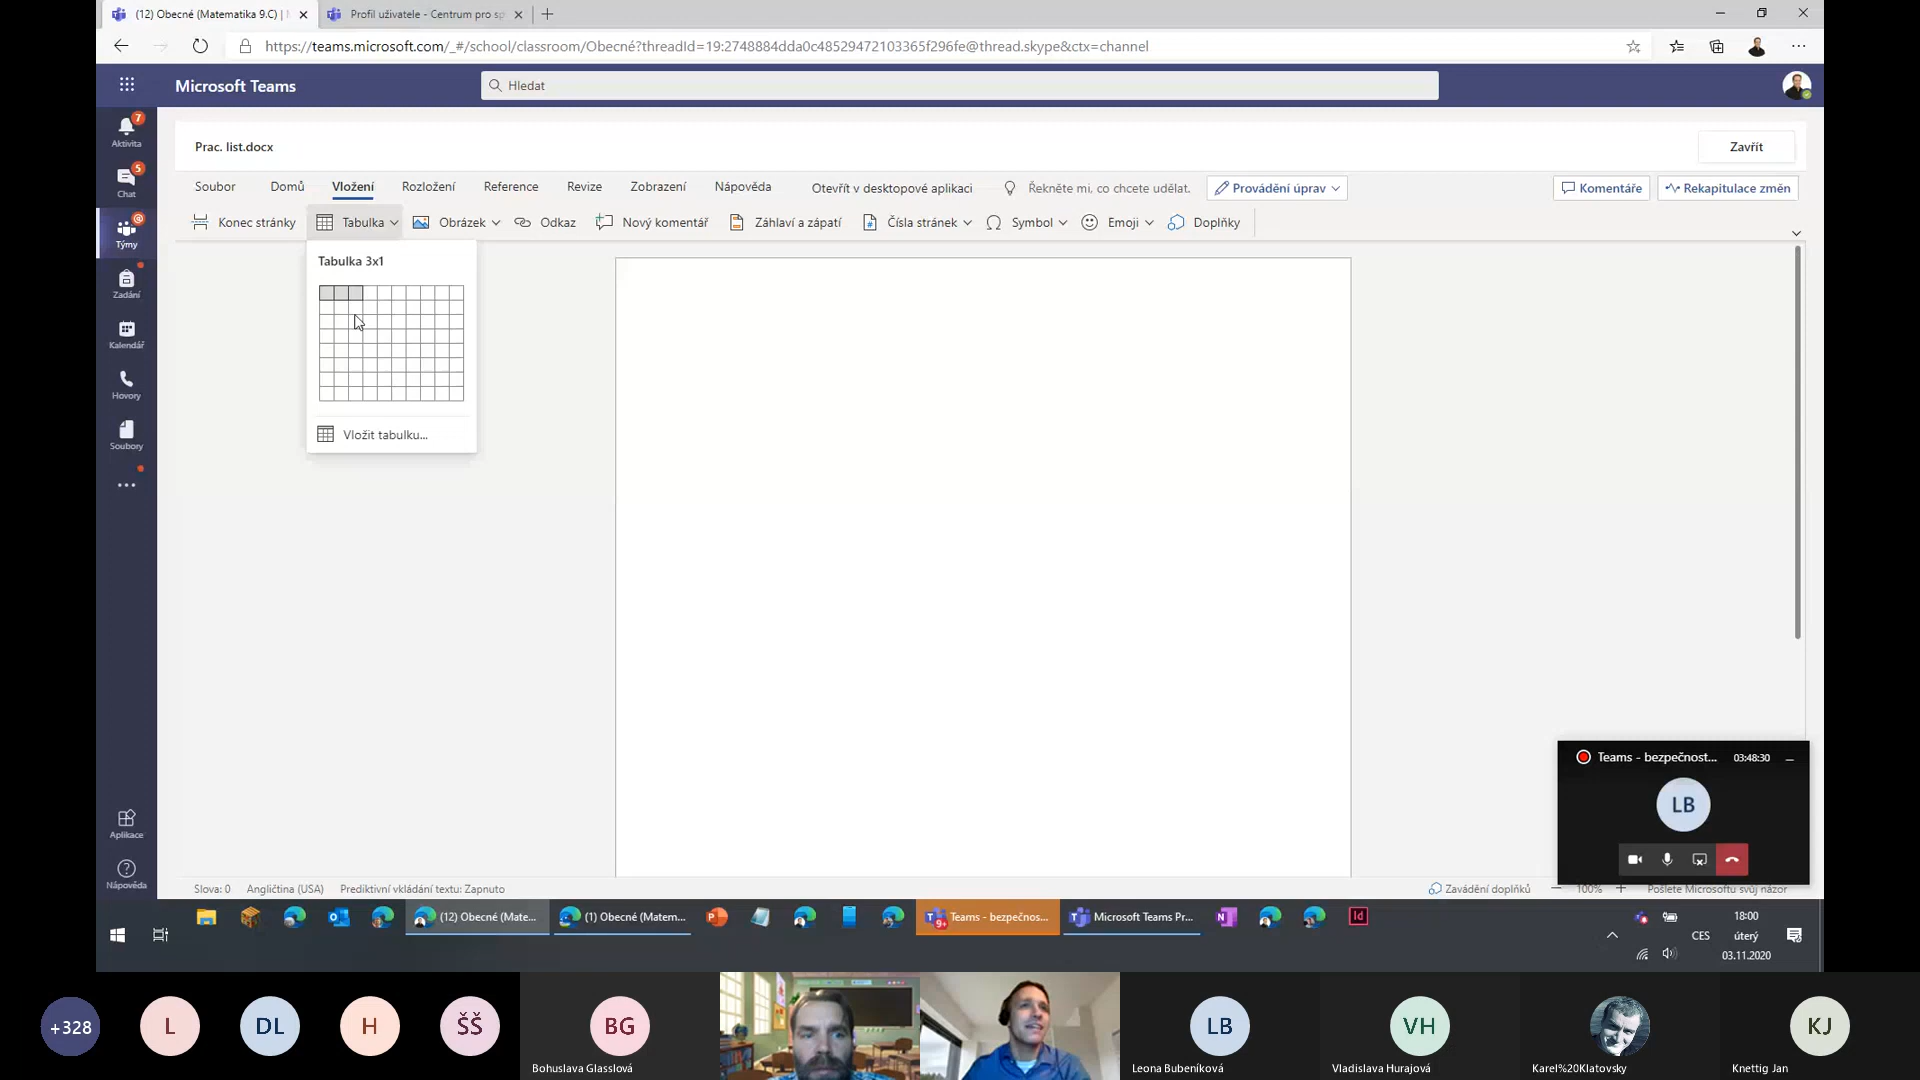 (12) Obecné (Matematika 9.C) |
Profil uživatele - Centrum pro sp
https://teams.microsoft.com/_#/school/classroom/Obecné?threadId=19:2748884dda0c48529472103365f296fe@thread.skype&ctx=channel
Microsoft Teams
Hledat
7
Aktivita
5
Chat
Týmy
Zadání
Kalendář
Hovory
Soubory
Aplikace
Nápověda
Prac. list.docx
Zavřít
Soubor Domů Vložení Rozložení Reference Revize Zobrazení Nápověda Otevřít v desktopové aplikaci Řekněte mi, co chcete udělat. Provádění úprav Komentáře Rekapitulace změn
Konec stránky Tabulka Obrázek Odkaz Nový komentář Záhlaví a zápatí Čísla stránek Symbol Emoji Doplňky
Tabulka 3x1
Vložit tabulku...
Teams - bezpečnost... 03:48:30
LB
Slova: 0 Angličtina (USA) Prediktivní vkládání textu: Zapnuto Zavádění doplňků 100% Pošlete Microsoftu svůj názor
(12) Obecné (Mate... (1) Obecné (Matem... Teams - bezpečnos... Microsoft Teams Pr...
9+
Id
CES
18:00
úterý
03.11.2020
+328
L
DL
H
ŠŠ
BG
Bohuslava Glasslová
LB
Leona Bubeníková
VH
Vladislava Hurajová
Karel%20Klatovsky
KJ
Knettig Jan